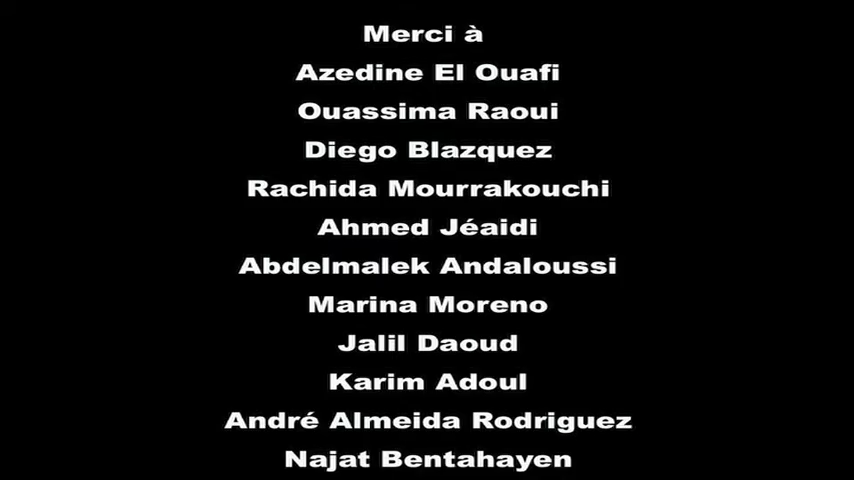 Merci à
Azedine El Ouafi
Ouassima Raoui
Diego Blazquez
Rachida Mourrakouchi
Ahmed Jéaidi
Abdelmalek Andaloussi
Marina Moreno
Jalil Daoud
Karim Adoul
André Almeida Rodriguez
Najat Bentahayen